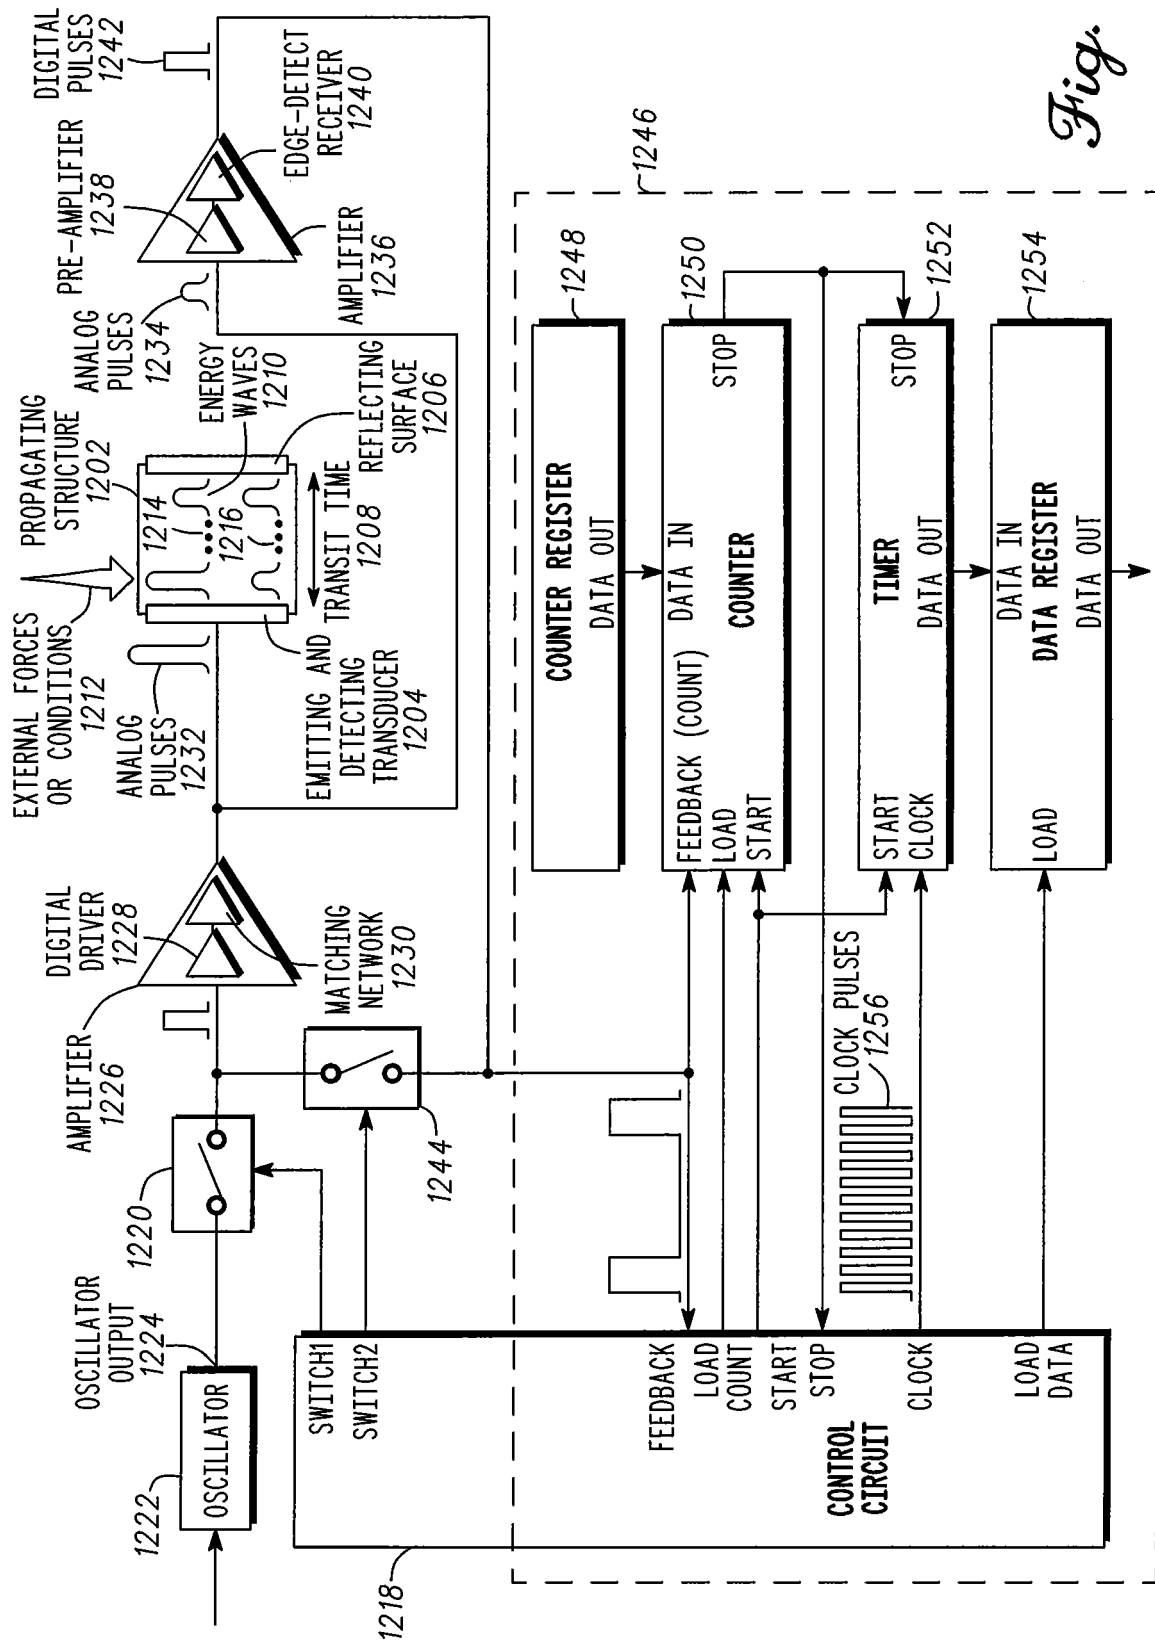 EXTERNAL FORCES
OR CONDITIONS
1212
PROPAGATING
STRUCTURE
1202
ANALOG
PULSES
1232
1214
1216
ENERGY
WAVES
1210
REFLECTING
SURFACE
1206
TRANSIT TIME
1208
EMITTING AND
DETECTING
TRANSDUCER
1204
ANALOG
PULSES
1234
PRE-AMPLIFIER
1238
AMPLIFIER
1236
EDGE-DETECT
RECEIVER
1240
DIGITAL
PULSES
1242
1222
OSCILLATOR
OSCILLATOR
OUTPUT
1224
1220
AMPLIFIER
1226
DIGITAL
DRIVER
1228
MATCHING
NETWORK
1230
1244
1218
SWITCH1
SWITCH2
FEEDBACK
LOAD
COUNT
START
STOP
CLOCK
LOAD
DATA
CONTROL
CIRCUIT
CLOCK PULSES
1256
1246
COUNTER REGISTER
DATA OUT
1248
FEEDBACK (COUNT)
LOAD
START
DATA IN
COUNTER
STOP
1250
START
CLOCK
TIMER
DATA OUT
STOP
1252
LOAD
DATA IN
DATA REGISTER
DATA OUT
1254
Fig.